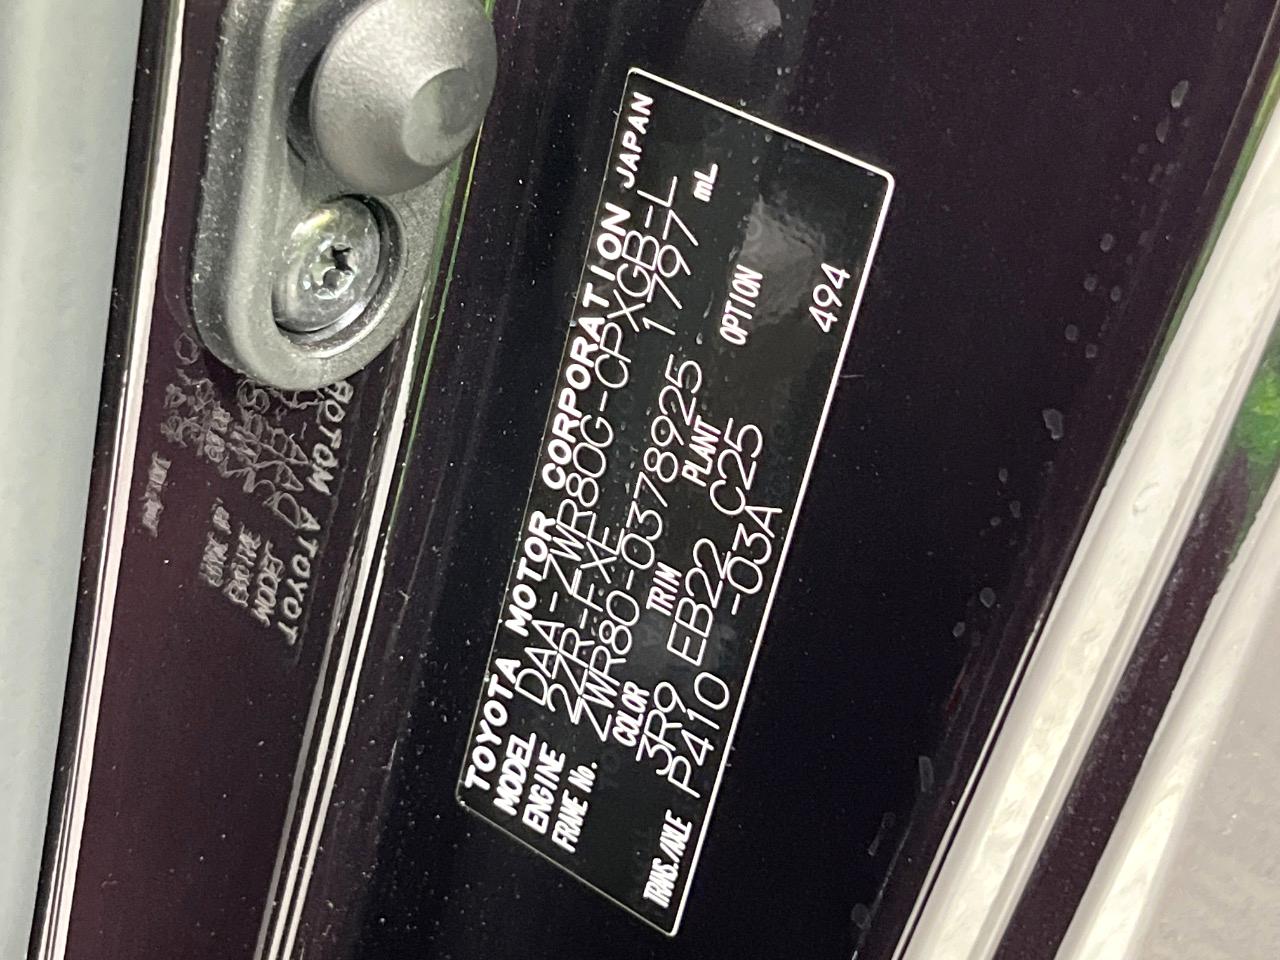 TOYOTA MOTOR CORPORATION JAPAN
MODEL DAA-ZWR80G-CPXGB-L
ENGINE 2ZR-FXE 1797 mL
FRAME No. ZWR80-0378925
COLOR TRIM PLANT OPTION
3R9 EB22 C25
TRANS./AXLE P410 -03A 494